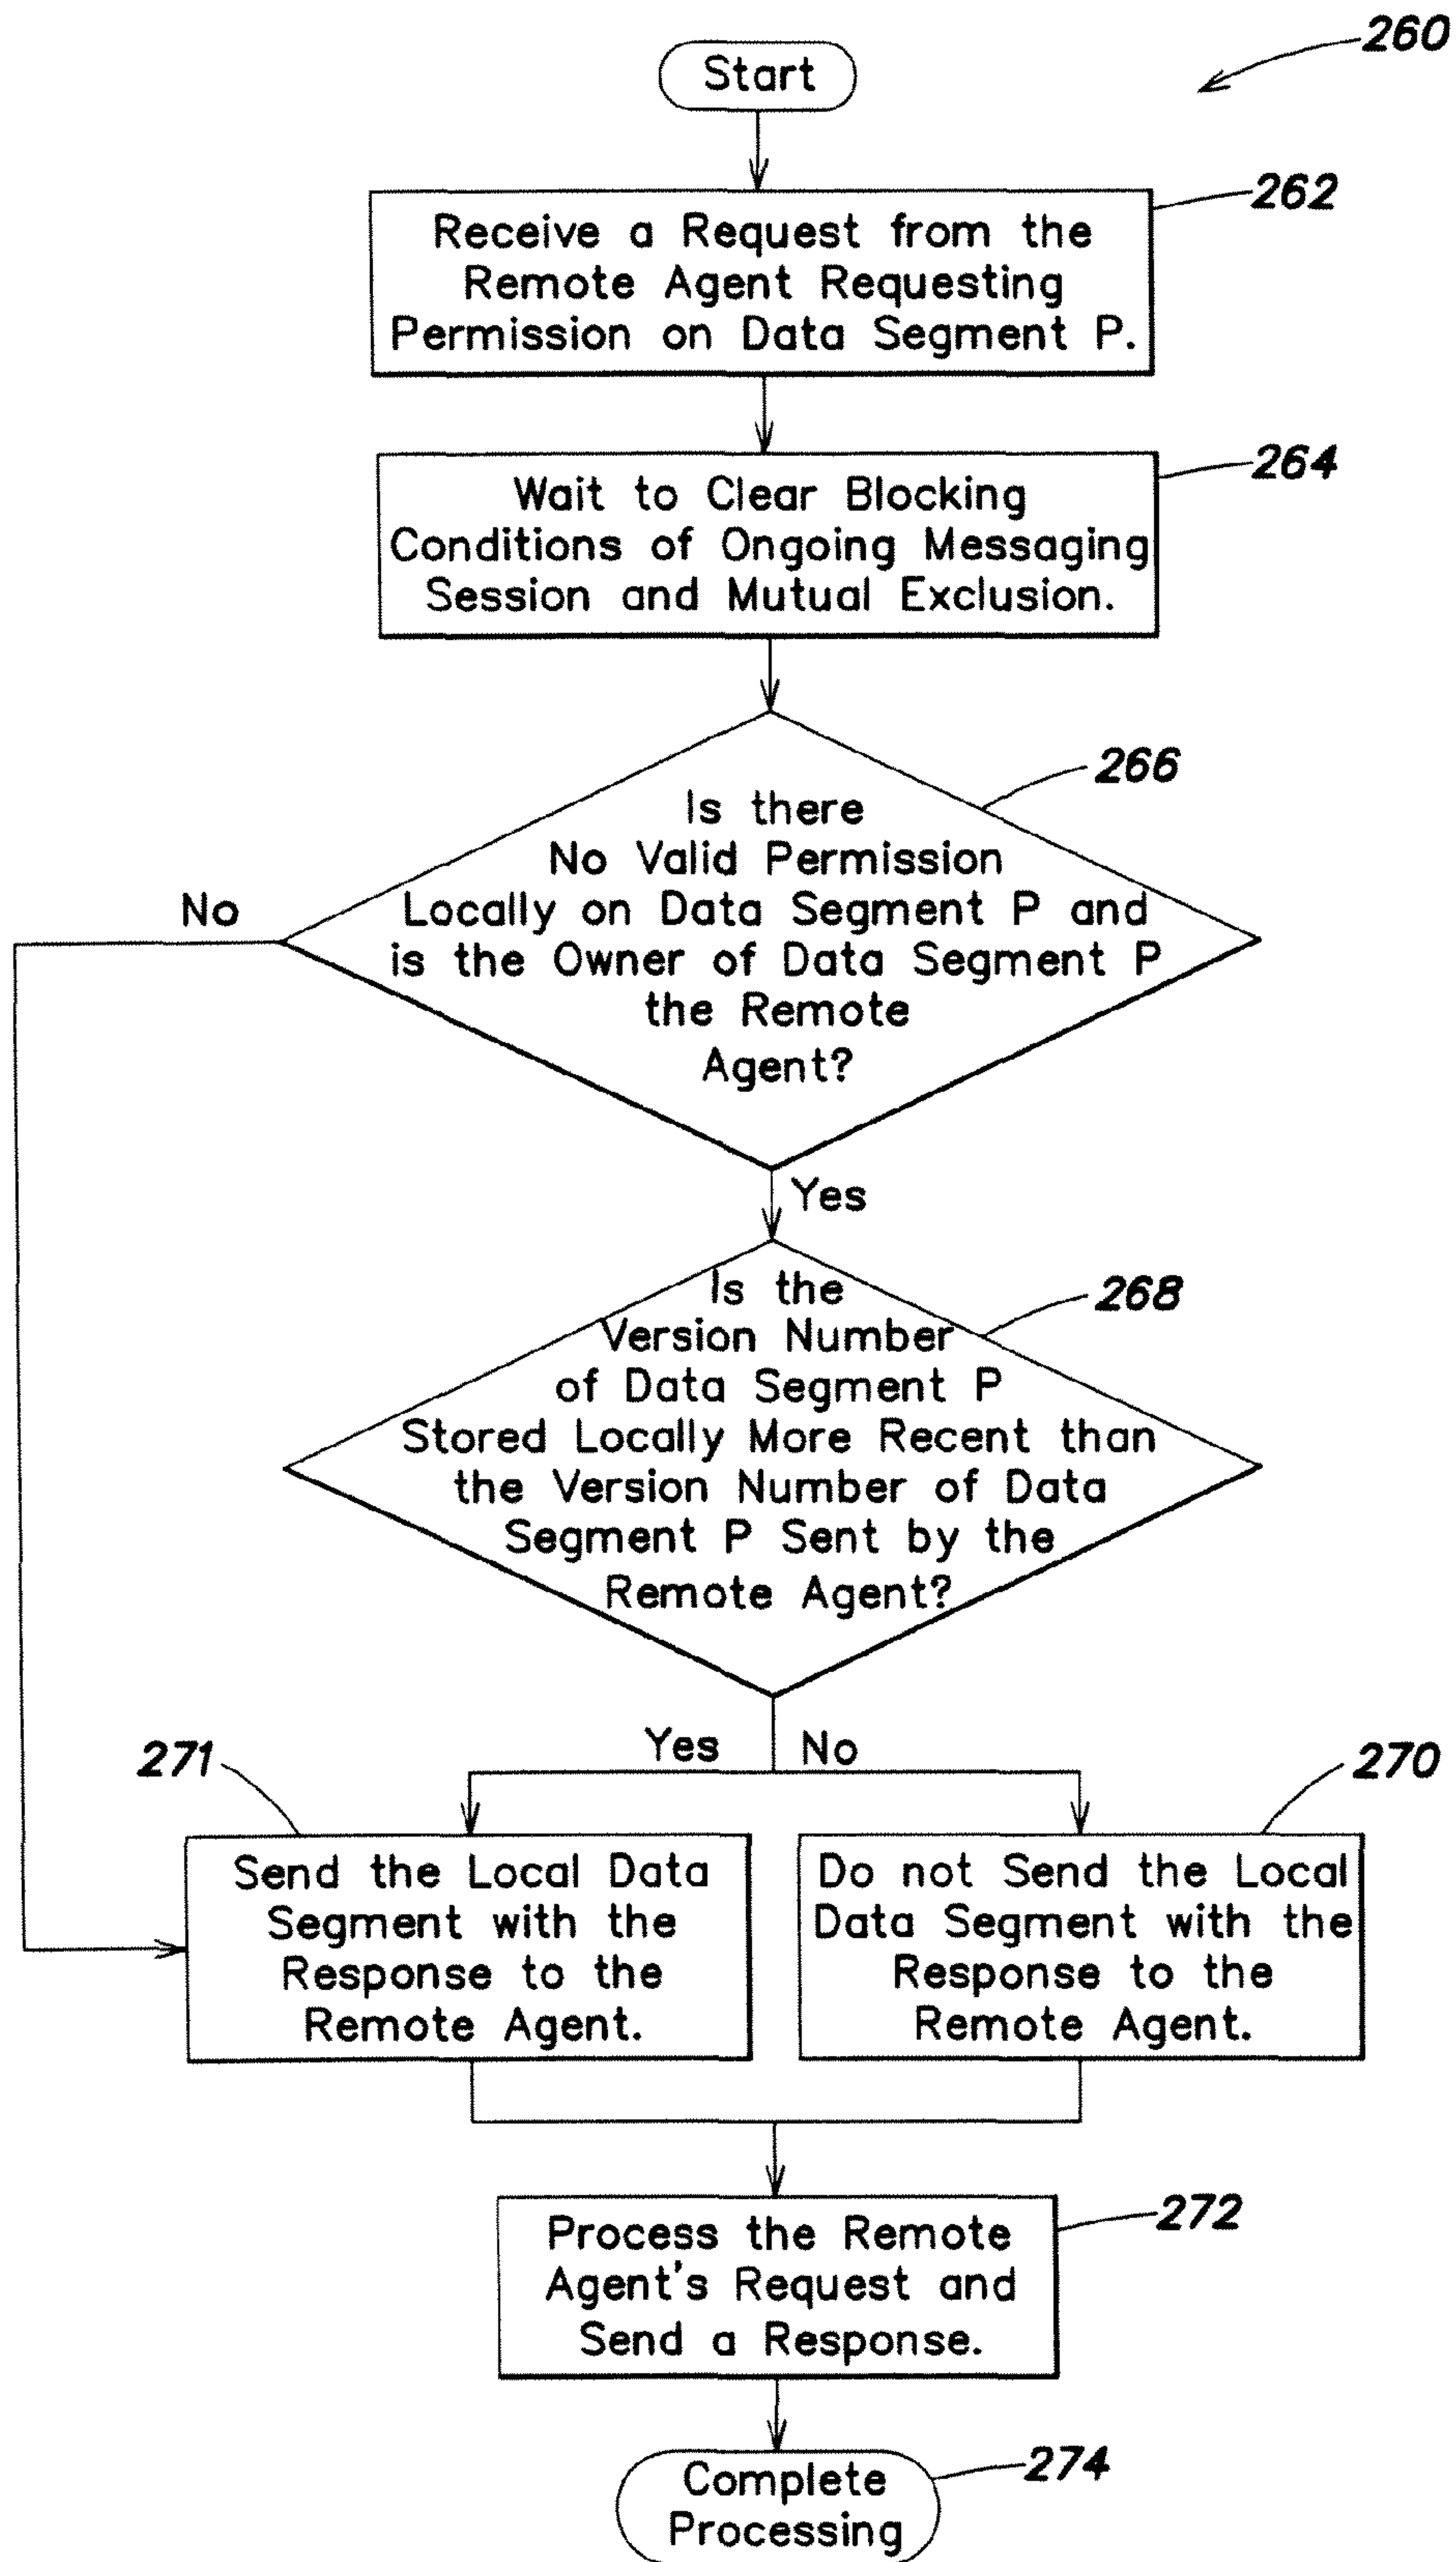 260
Start
262
Receive a Request from the
Remote Agent Requesting
Permission on Data Segment P.
264
Wait to Clear Blocking
Conditions of Ongoing Messaging
Session and Mutual Exclusion.
266
Is there
No Valid Permission
Locally on Data Segment P and
is the Owner of Data Segment P
the Remote
Agent?
No
Yes
268
Is the
Version Number
of Data Segment P
Stored Locally More Recent than
the Version Number of Data
Segment P Sent by the
Remote Agent?
Yes
No
271
Send the Local Data
Segment with the
Response to the
Remote Agent.
270
Do not Send the Local
Data Segment with the
Response to the
Remote Agent.
272
Process the Remote
Agent's Request and
Send a Response.
274
Complete
Processing